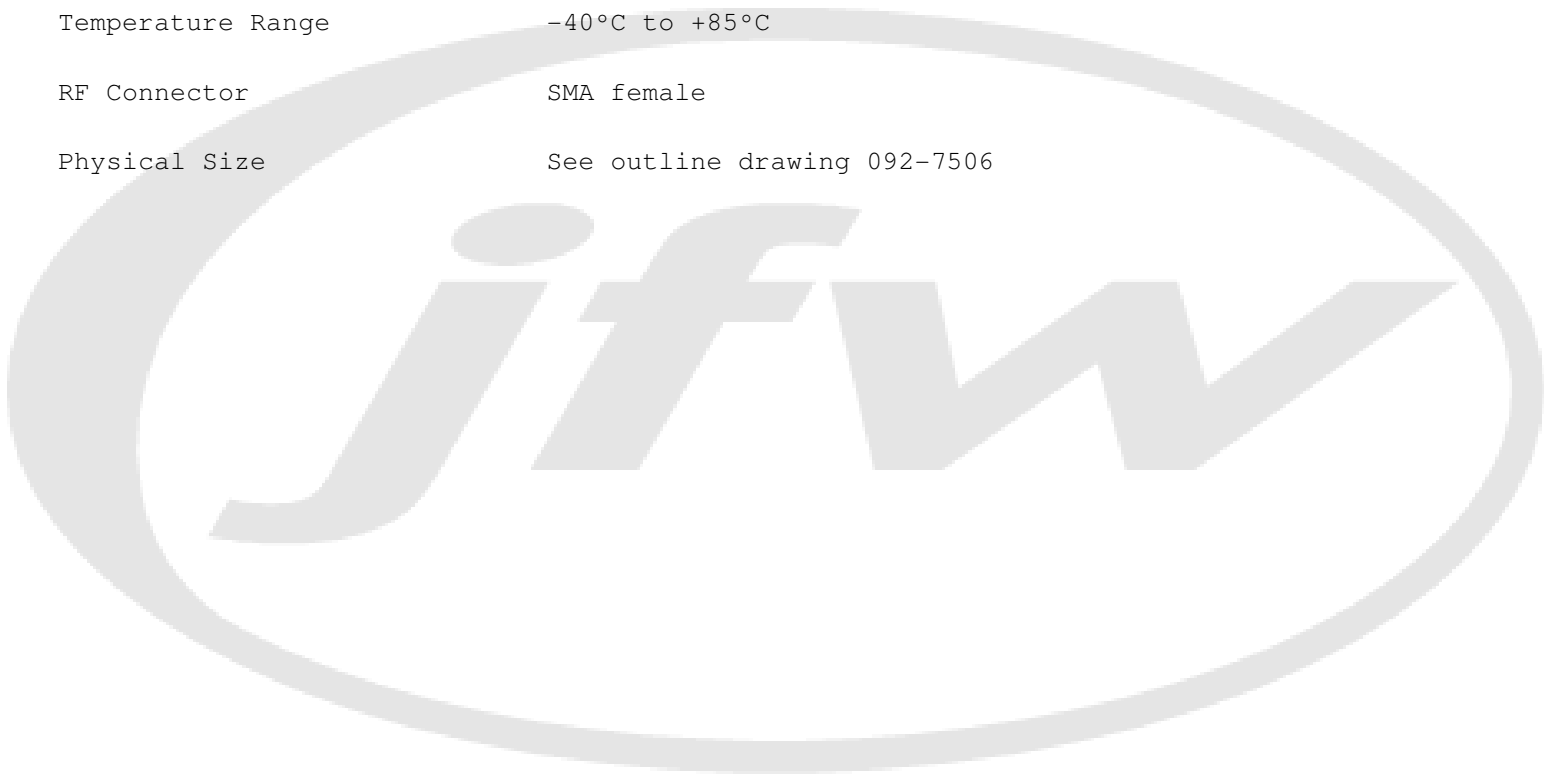 Temperature Range -40°C to +85°C
RF Connector SMA female
Physical Size See outline drawing 092-7506
jfw